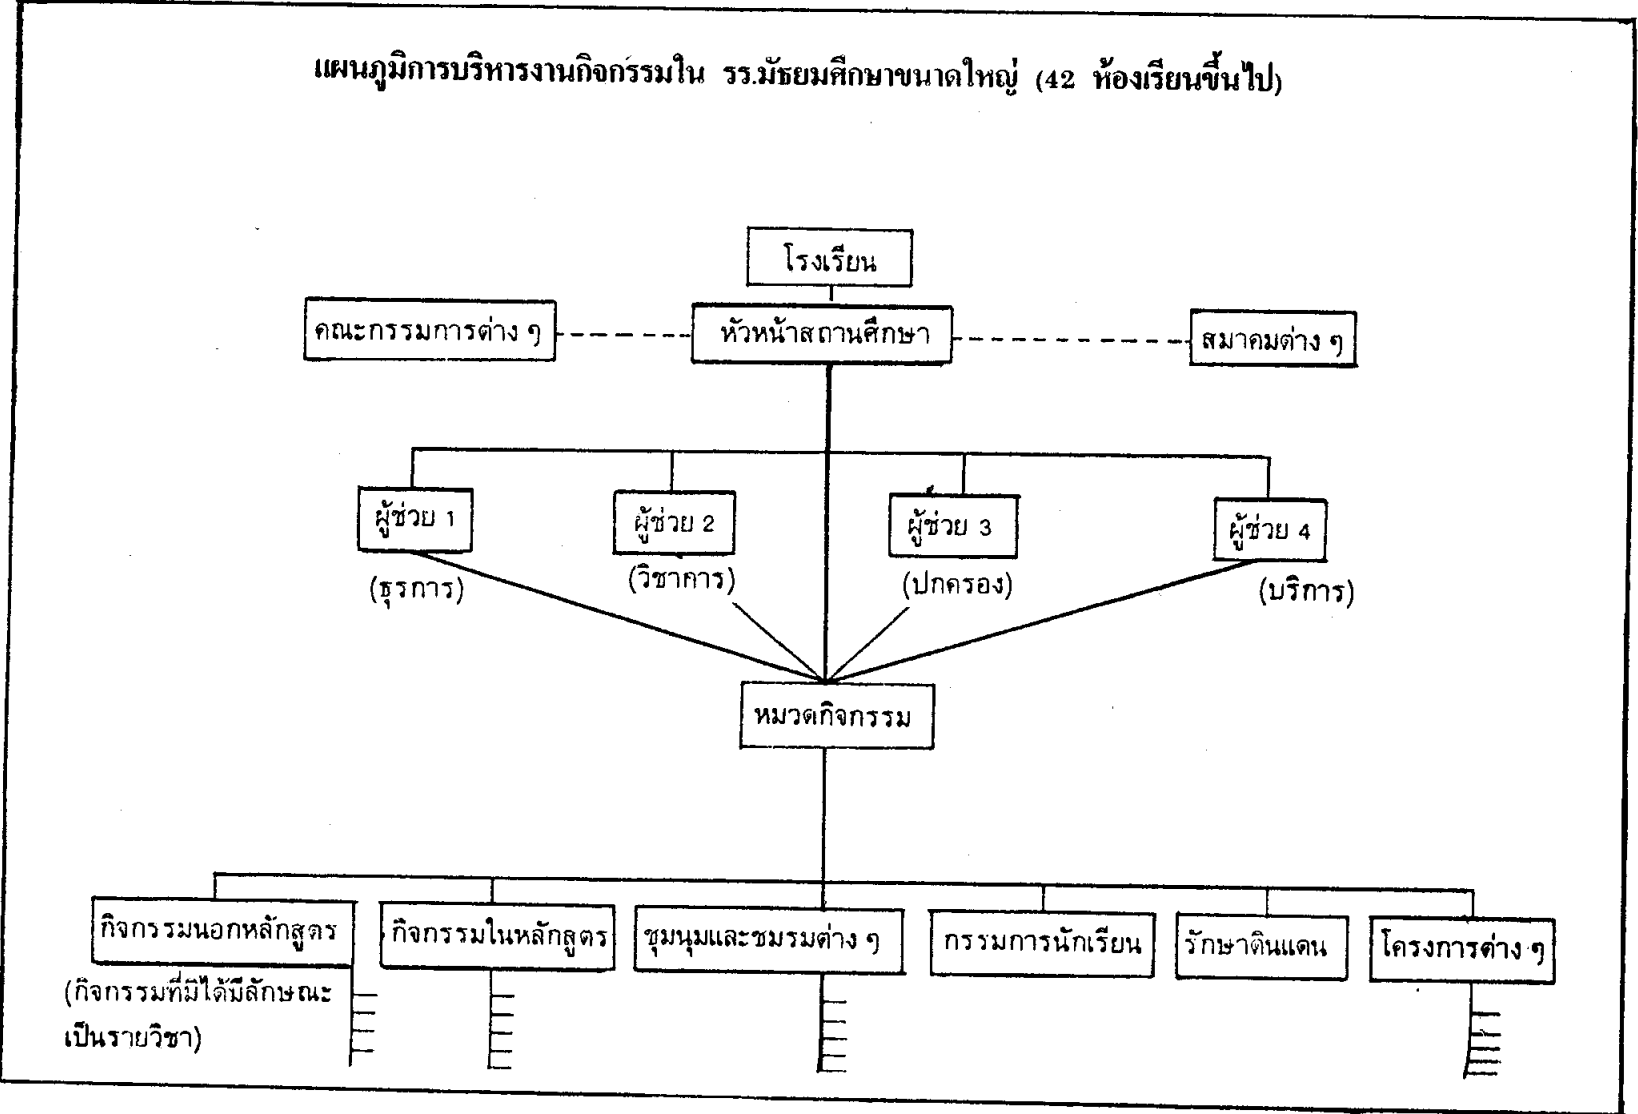 แผนภูมิการบริหารงานกิจกรรมใน รร.มัธยมศึกษาขนาดใหญ่ (42 ห้องเรียนขึ้นไป)
โรงเรียน
คณะกรรมการต่าง ๆ
หัวหน้าสถานศึกษา
สมาคมต่าง ๆ
ผู้ช่วย 1
ผู้ช่วย 2
ผู้ช่วย 3
ผู้ช่วย 4
(ธุรการ)
(วิชาการ)
(ปกครอง)
(บริการ)
หมวดกิจกรรม
กิจกรรมนอกหลักสูตร
กิจกรรมในหลักสูตร
ชุมนุมและชมรมต่าง ๆ
กรรมการนักเรียน
รักษาดินแดน
โครงการต่าง ๆ
(กิจกรรมที่มิได้มีลักษณะ
เป็นรายวิชา)